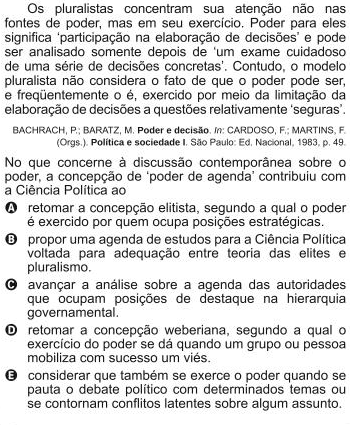 Os pluralistas concentram sua atenção não nas
fontes de poder, mas em seu exercício. Poder para eles
significa ‘participação na elaboração de decisões’ e pode
ser analisado somente depois de ‘um exame cuidadoso
de uma série de decisões concretas’. Contudo, o modelo
pluralista não considera o fato de que o poder pode ser,
e freqüentemente o é, exercido por meio da limitação da
elaboração de decisões a questões relativamente ‘seguras’.
BACHRACH, P.; BARATZ, M. Poder e decisão. In: CARDOSO, F.; MARTINS, F.
(Orgs.). Política e sociedade I. São Paulo: Ed. Nacional, 1983, p. 49.
No que concerne à discussão contemporânea sobre o
poder, a concepção de ‘poder de agenda’ contribuiu com
a Ciência Política ao
A retomar a concepção elitista, segundo a qual o poder
é exercido por quem ocupa posições estratégicas.
B propor uma agenda de estudos para a Ciência Política
voltada para adequação entre teoria das elites e
pluralismo.
C avançar a análise sobre a agenda das autoridades
que ocupam posições de destaque na hierarquia
governamental.
D retomar a concepção weberiana, segundo a qual o
exercício do poder se dá quando um grupo ou pessoa
mobiliza com sucesso um viés.
E considerar que também se exerce o poder quando se
pauta o debate político com determinados temas ou
se contornam conflitos latentes sobre algum assunto.